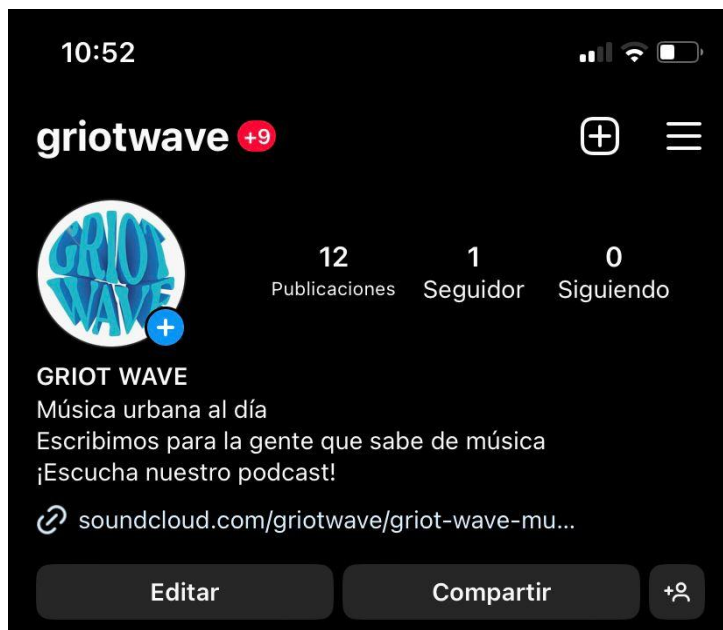 10:52
griotwave +9
GRIOT
WAVE
12 1 0
Publicaciones Seguidor Siguiendo
GRIOT WAVE
Música urbana al día
Escribimos para la gente que sabe de música
¡Escucha nuestro podcast!
soundcloud.com/griotwave/griot-wave-mu...
Editar Compartir